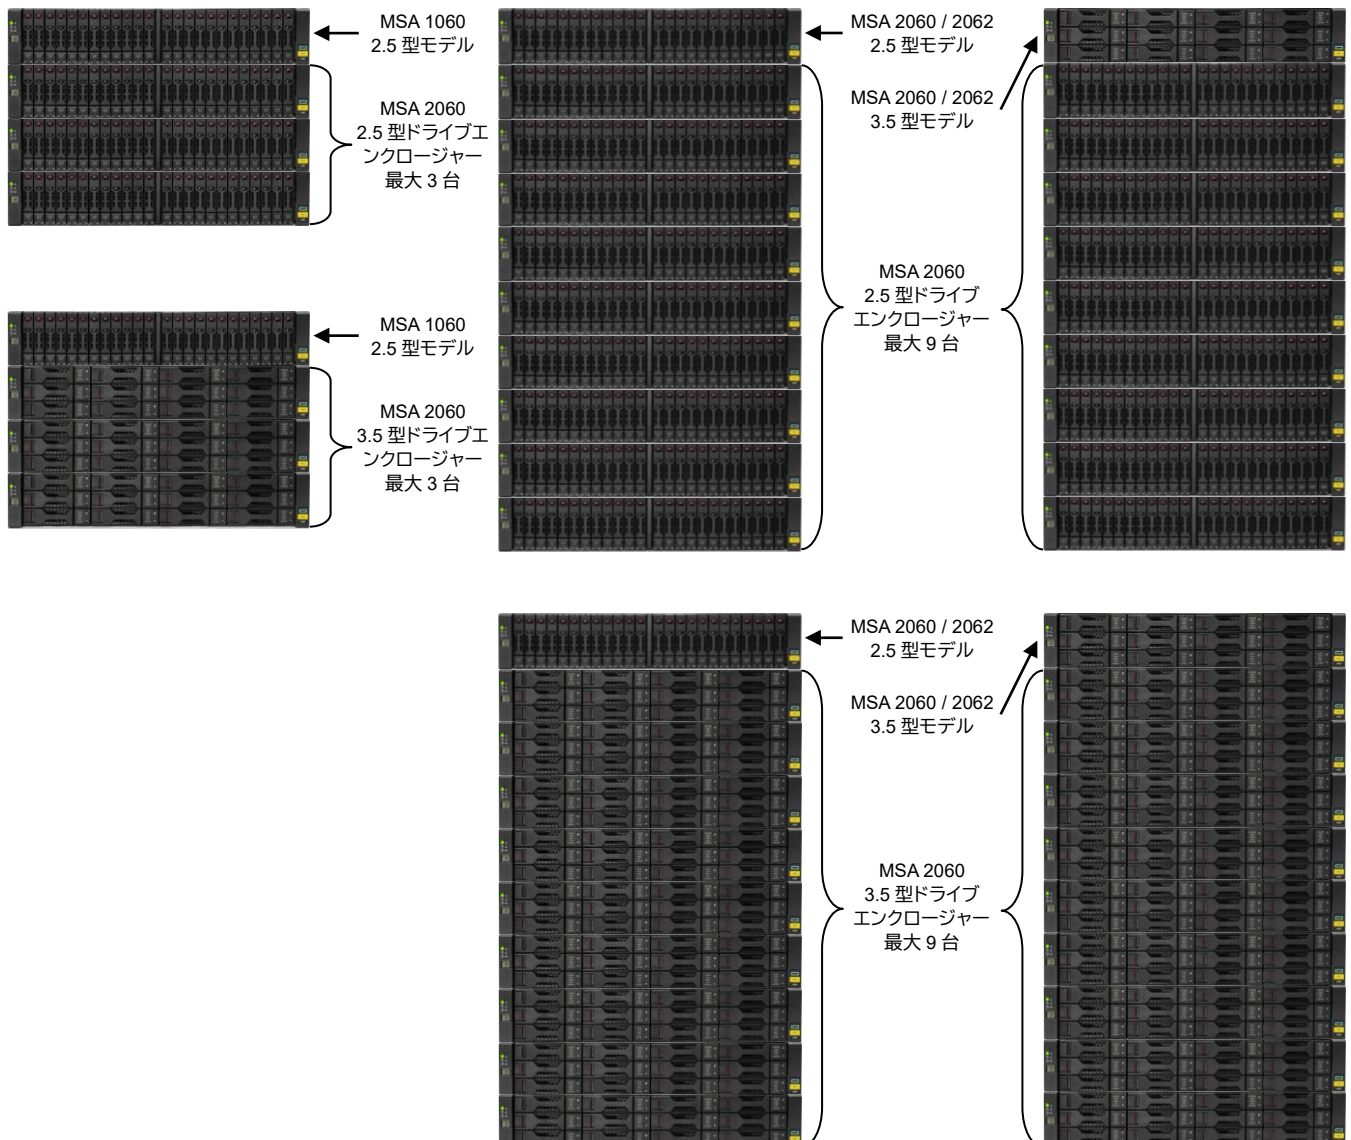 MSA 1060
2.5 型モデル
MSA 2060
2.5 型ドライブエ
ンクロージャー
最大 3 台
MSA 1060
2.5 型モデル
MSA 2060
3.5 型ドライブエ
ンクロージャー
最大 3 台
MSA 2060 / 2062
2.5 型モデル
MSA 2060 / 2062
3.5 型モデル
MSA 2060
2.5 型ドライブ
エンクロージャー
最大 9 台
MSA 2060 / 2062
2.5 型モデル
MSA 2060 / 2062
3.5 型モデル
MSA 2060
3.5 型ドライブ
エンクロージャー
最大 9 台